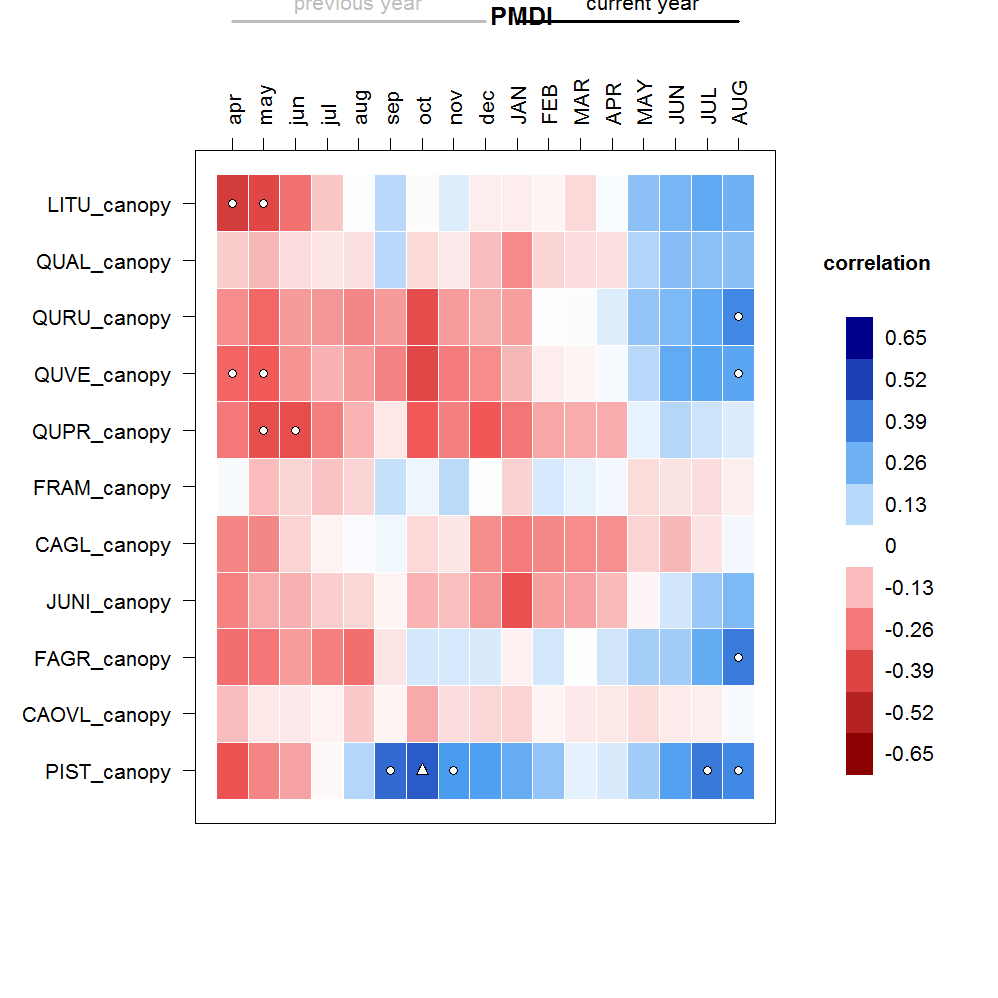 previous year
PMDI
current year
apr may jun jul aug sep oct nov dec JAN FEB MAR APR MAY JUN JUL AUG
LITU_canopy
QUAL_canopy
QURU_canopy
QUVE_canopy
QUPR_canopy
FRAM_canopy
CAGL_canopy
JUNI_canopy
FAGR_canopy
CAOVL_canopy
PIST_canopy
correlation
0.65
0.52
0.39
0.26
0.13
0
-0.13
-0.26
-0.39
-0.52
-0.65